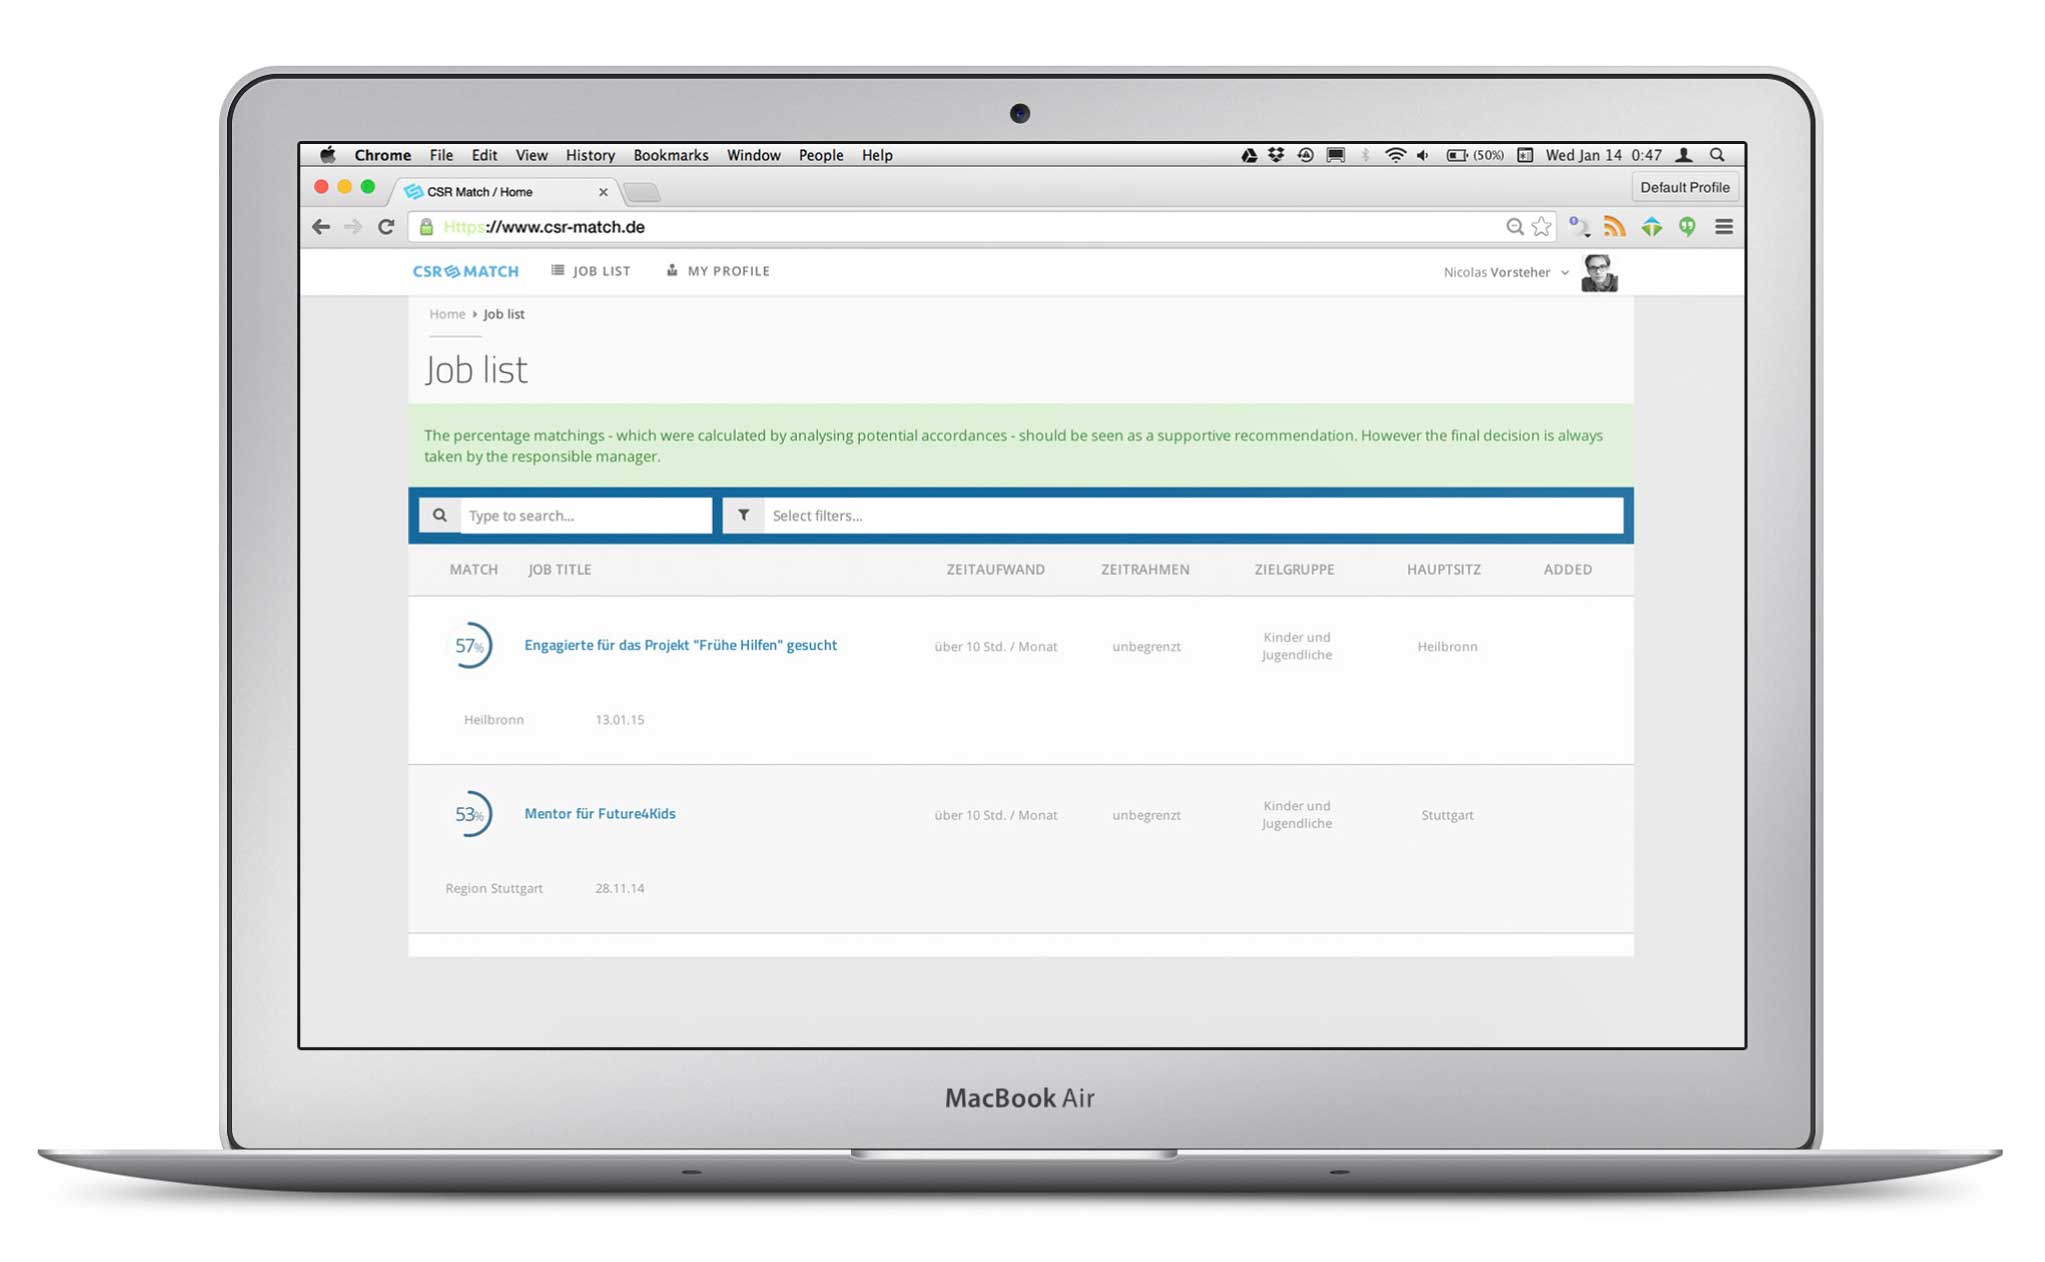 Chrome File Edit View History Bookmarks Window People Help (50%) Wed Jan 14 0:47
CSR Match / Home Default Profile
Https://www.csr-match.de
CSR MATCH JOB LIST MY PROFILE Nicolas Vorsteher
Home Job list
Job list
The percentage matchings - which were calculated by analysing potential accordances - should be seen as a supportive recommendation. However the final decision is always
taken by the responsible manager.
Type to search... Select filters...
MATCH JOB TITLE ZEITAUFWAND ZEITRAHMEN ZIELGRUPPE HAUPTSITZ ADDED
57% Engagierte für das Projekt "Frühe Hilfen" gesucht über 10 Std. / Monat unbegrenzt Kinder und
Jugendliche Heilbronn
Heilbronn 13.01.15
53% Mentor für Future4Kids über 10 Std. / Monat unbegrenzt Kinder und
Jugendliche Stuttgart
Region Stuttgart 28.11.14
MacBook Air